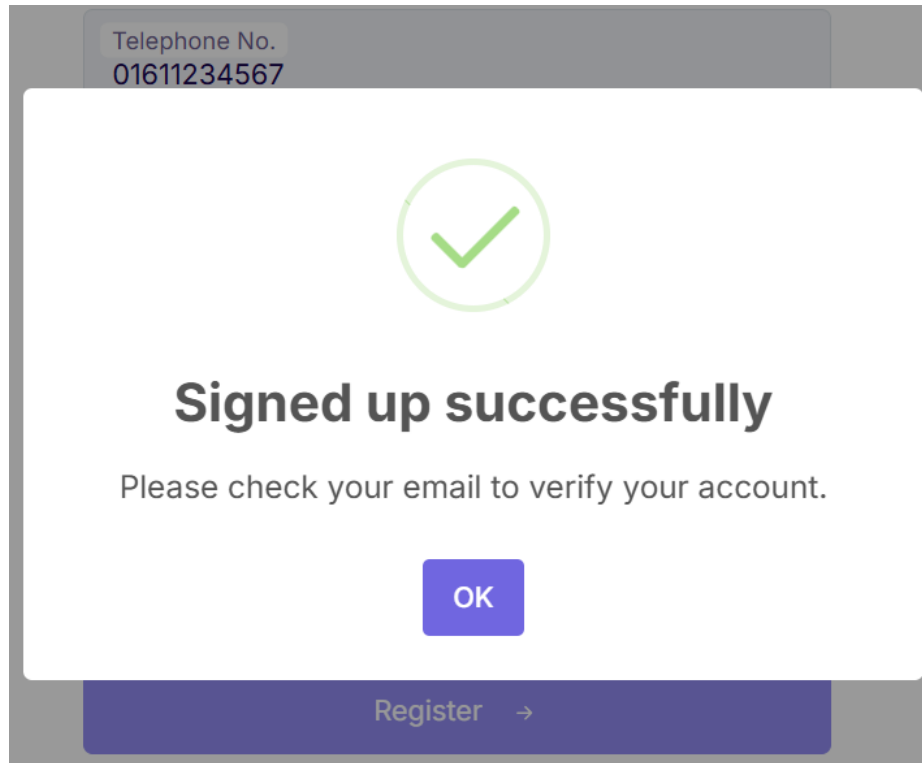 Telephone No.
01611234567
Signed up successfully
Please check your email to verify your account.
OK
Register →